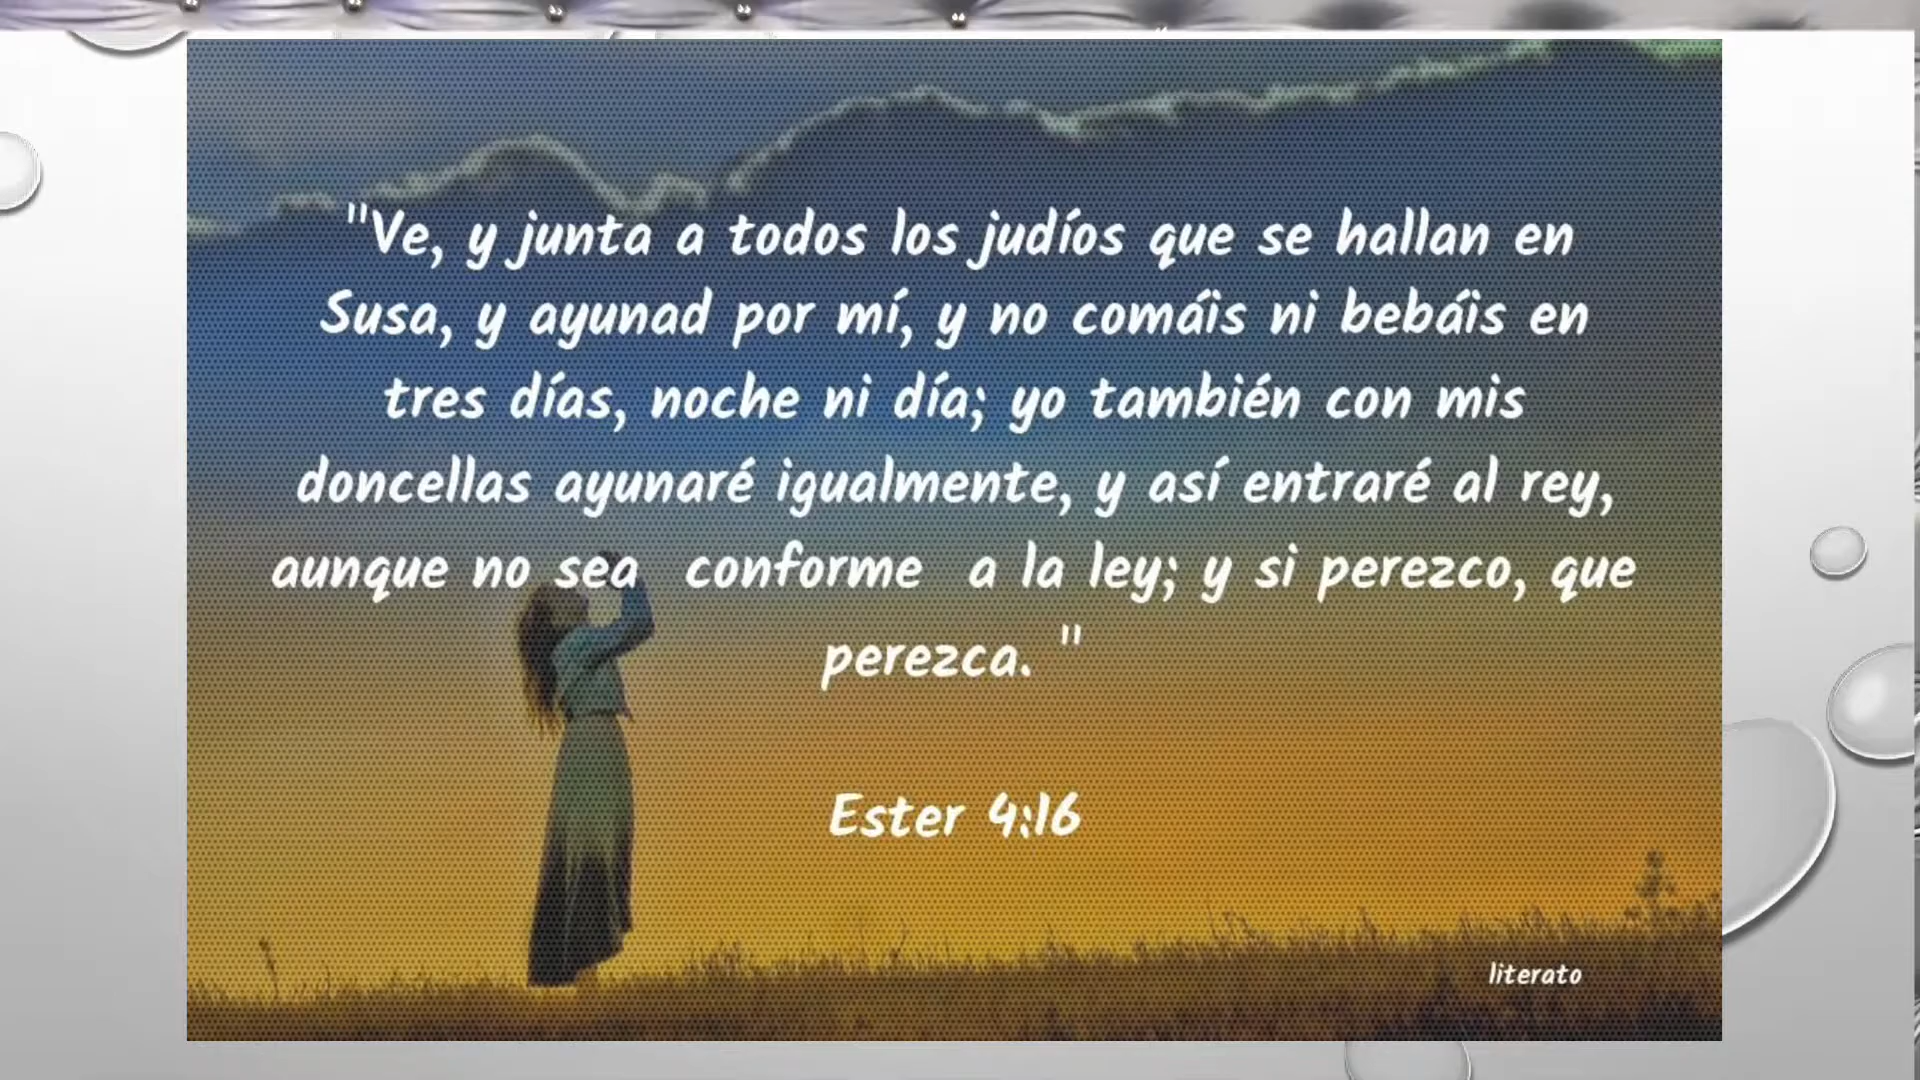 "Ve, y junta a todos los judíos que se hallan en
Susa, y ayunad por mí, y no comáis ni bebáis en
tres días, noche ni día; yo también con mis
doncellas ayunaré igualmente, y así entraré al rey,
aunque no sea conforme a la ley; y si perezco, que
perezca. "
Ester 4:16
literato